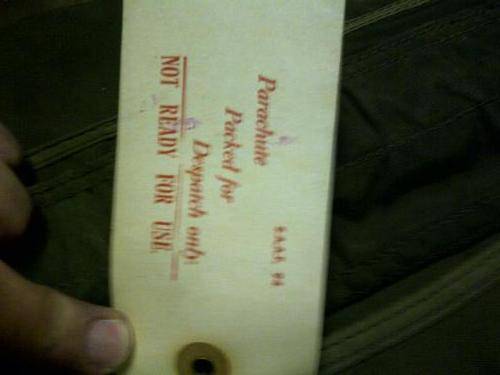 Parachute
Packed for
Despatch only
NOT READY FOR USE